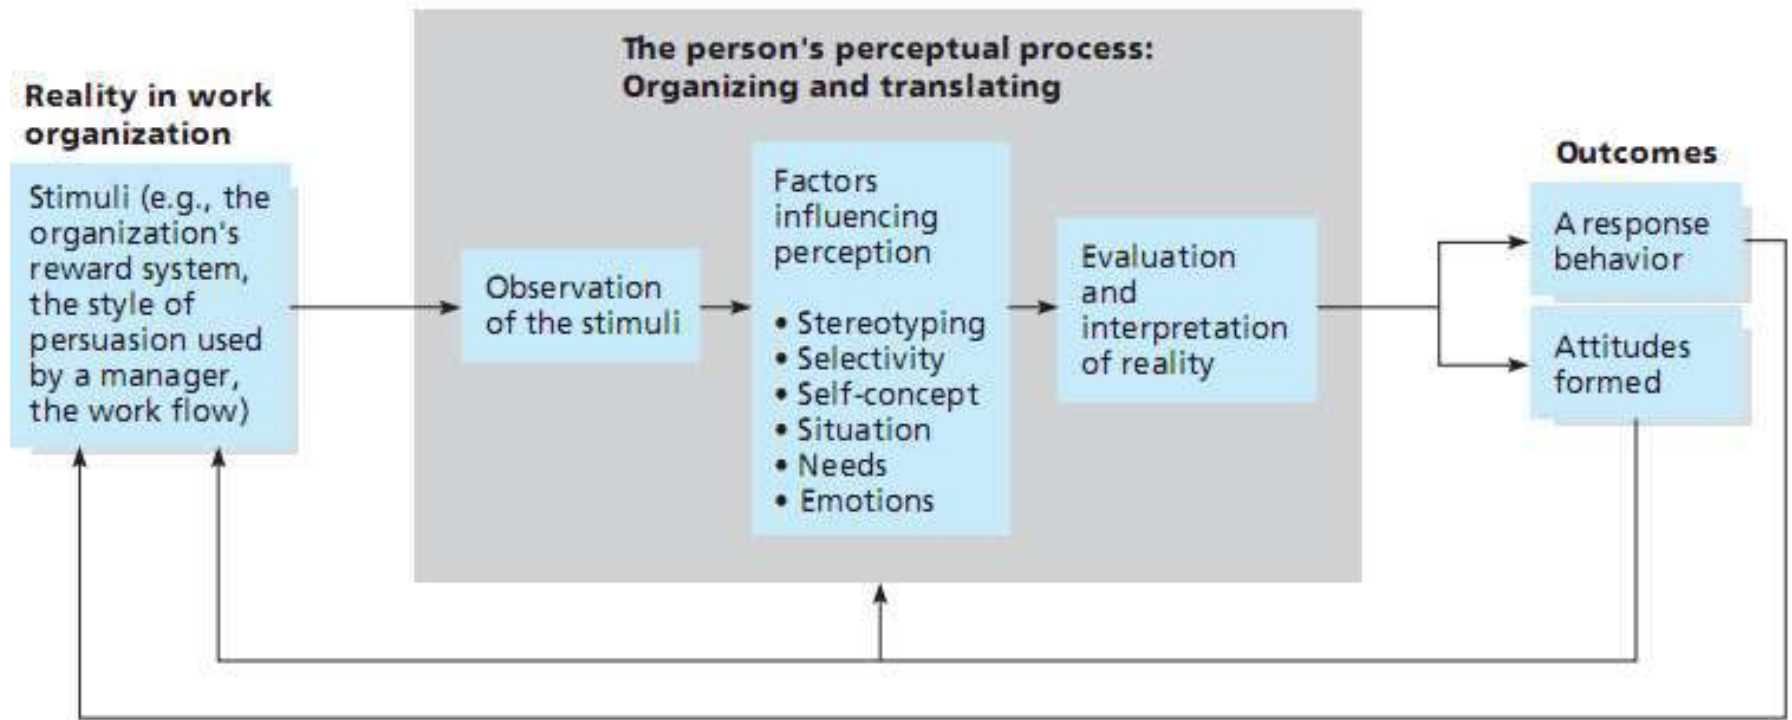 Reality in work
organization
Stimuli (e.g., the
organization's
reward system,
the style of
persuasion used
by a manager,
the work flow)
The person's perceptual process:
Organizing and translating
Observation
of the stimuli
Factors
influencing
perception
• Stereotyping
• Selectivity
• Self-concept
• Situation
• Needs
• Emotions
Evaluation
and
interpretation
of reality
Outcomes
A response
behavior
Attitudes
formed